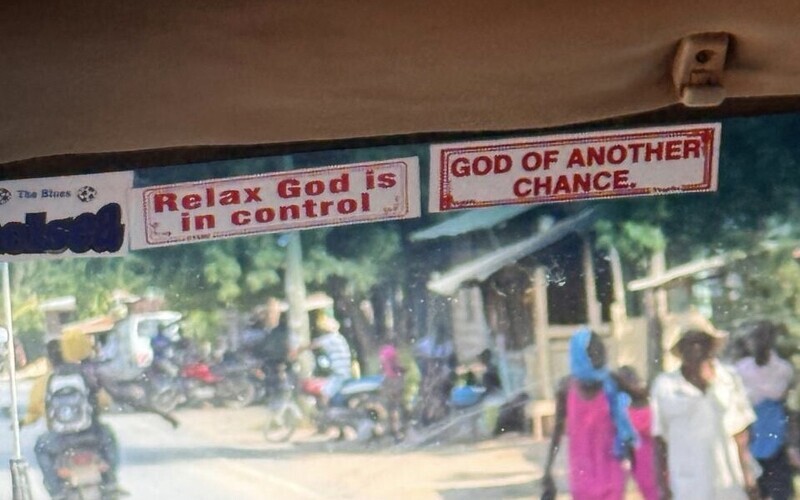 The Blues
Relax God is
in control
GOD OF ANOTHER
CHANCE.